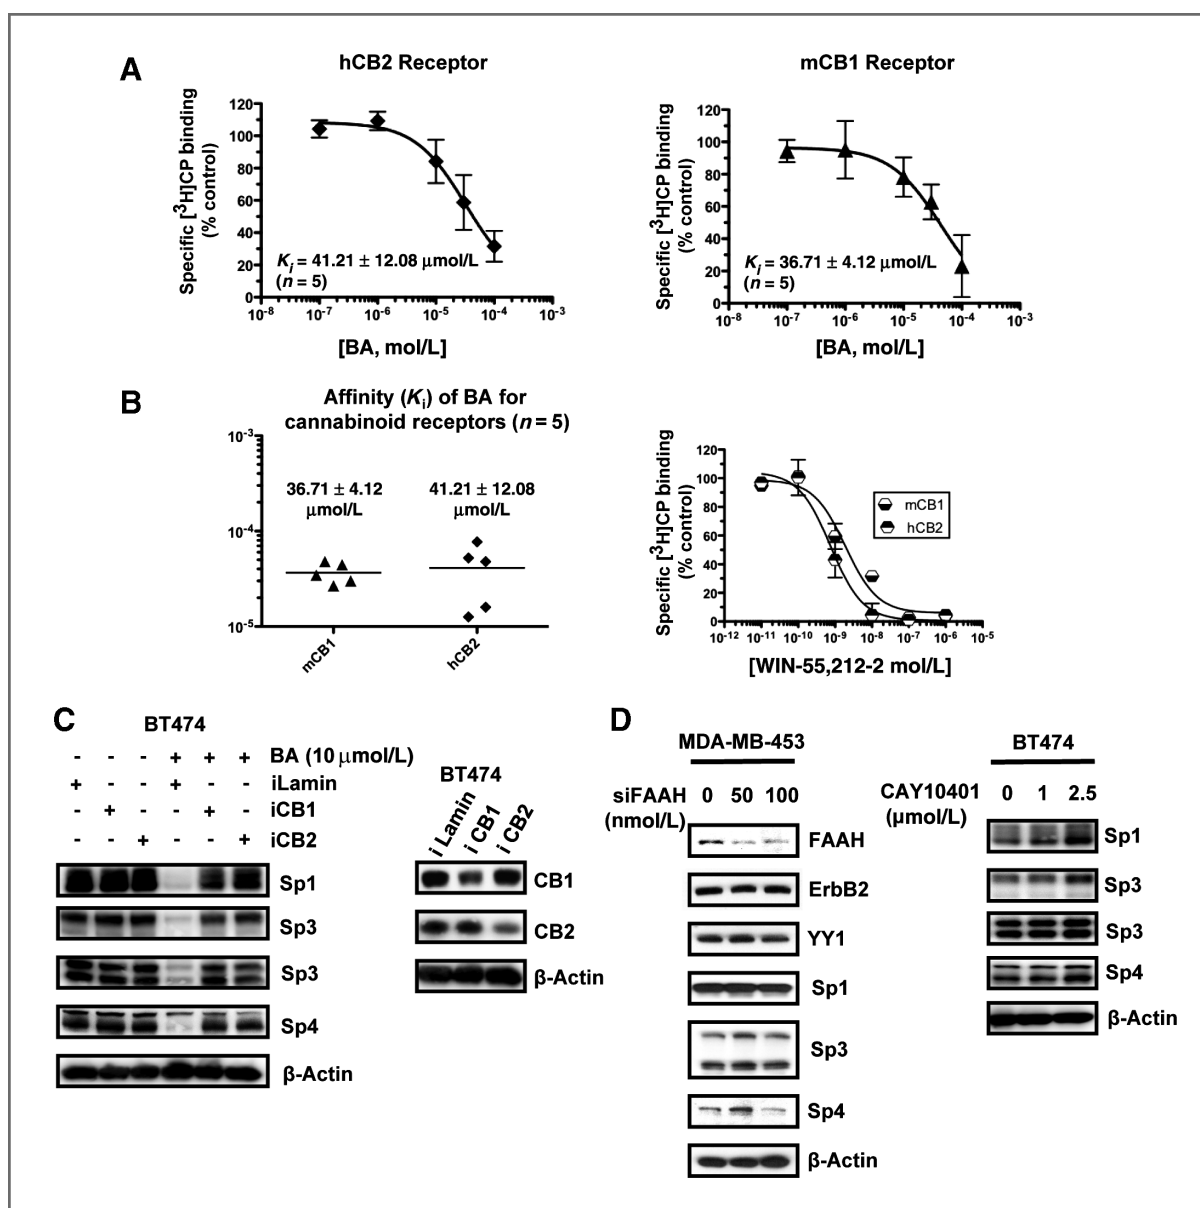 A
hCB2 Receptor
Specific [³H]CP binding
(% control)
120
100
80
60
40
20
0
Ki = 41.21 ± 12.08 µmol/L
(n = 5)
10-8 10-7 10-6 10-5 10-4 10-3
[BA, mol/L]
mCB1 Receptor
Specific [³H]CP binding
(% control)
120
100
80
60
40
20
0
Ki = 36.71 ± 4.12 µmol/L
(n = 5)
10-8 10-7 10-6 10-5 10-4 10-3
[BA, mol/L]
B
Affinity (Ki) of BA for
cannabinoid receptors (n = 5)
10-3
10-4
10-5
36.71 ± 4.12
µmol/L
41.21 ± 12.08
µmol/L
mCB1
hCB2
Specific [³H]CP binding
(% control)
120
100
80
60
40
20
0
mCB1
hCB2
10-12 10-11 10-10 10-9 10-8 10-7 10-6 10-5
[WIN-55,212-2 mol/L]
C
BT474
- - - + + + BA (10 µmol/L)
+ - - + - - iLamin
- + - - + - iCB1
- - + - - + iCB2
Sp1
Sp3
Sp3
Sp4
β-Actin
BT474
i Lamin
i CB1
i CB2
CB1
CB2
β-Actin
D
MDA-MB-453
siFAAH 0 50 100
(nmol/L)
FAAH
ErbB2
YY1
Sp1
Sp3
Sp4
β-Actin
BT474
CAY10401 0 1 2.5
(µmol/L)
Sp1
Sp3
Sp3
Sp4
β-Actin